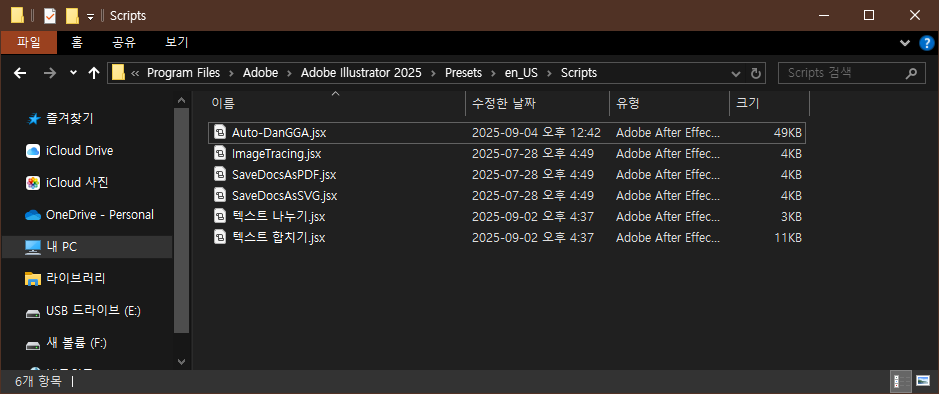 Scripts
파일 홈 공유 보기
« Program Files > Adobe > Adobe Illustrator 2025 > Presets > en_US > Scripts
Scripts 검색
즐겨찾기
iCloud Drive
iCloud 사진
OneDrive - Personal
내 PC
라이브러리
USB 드라이브 (E:)
새 볼륨 (F:)
이름 수정한 날짜 유형 크기
Auto-DanGGA.jsx 2025-09-04 오후 12:42 Adobe After Effec... 49KB
ImageTracing.jsx 2025-07-28 오후 4:49 Adobe After Effec... 4KB
SaveDocsAsPDF.jsx 2025-07-28 오후 4:49 Adobe After Effec... 4KB
SaveDocsAsSVG.jsx 2025-07-28 오후 4:49 Adobe After Effec... 4KB
텍스트 나누기.jsx 2025-09-02 오후 4:37 Adobe After Effec... 3KB
텍스트 합치기.jsx 2025-09-02 오후 4:37 Adobe After Effec... 11KB
6개 항목